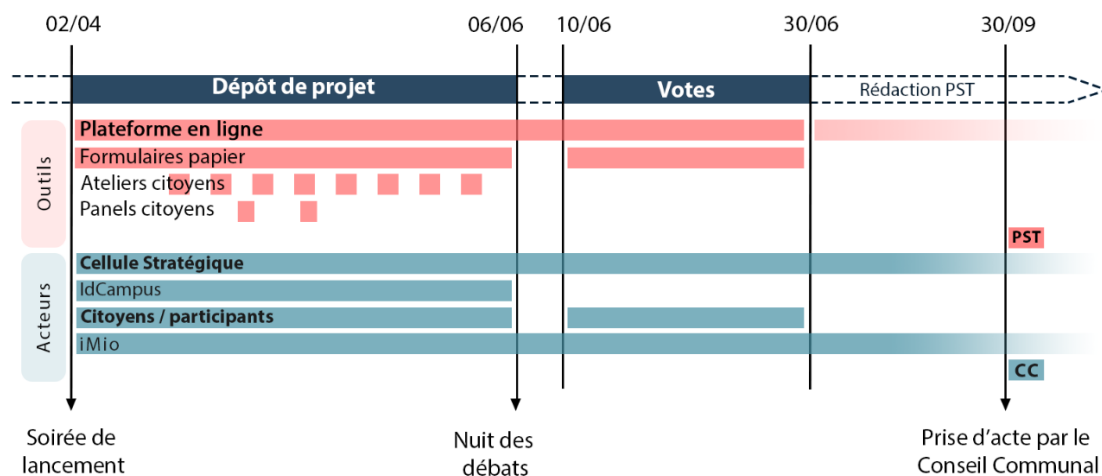 02/04
06/06
10/06
30/06
30/09
Dépôt de projet
Votes
Rédaction PST
Outils
Plateforme en ligne
Formulaires papier
Ateliers citoyens
Panels citoyens
PST
Acteurs
Cellule Stratégique
IdCampus
Citoyens / participants
iMio
CC
Soirée de
lancement
Nuit des
débats
Prise d'acte par le
Conseil Communal